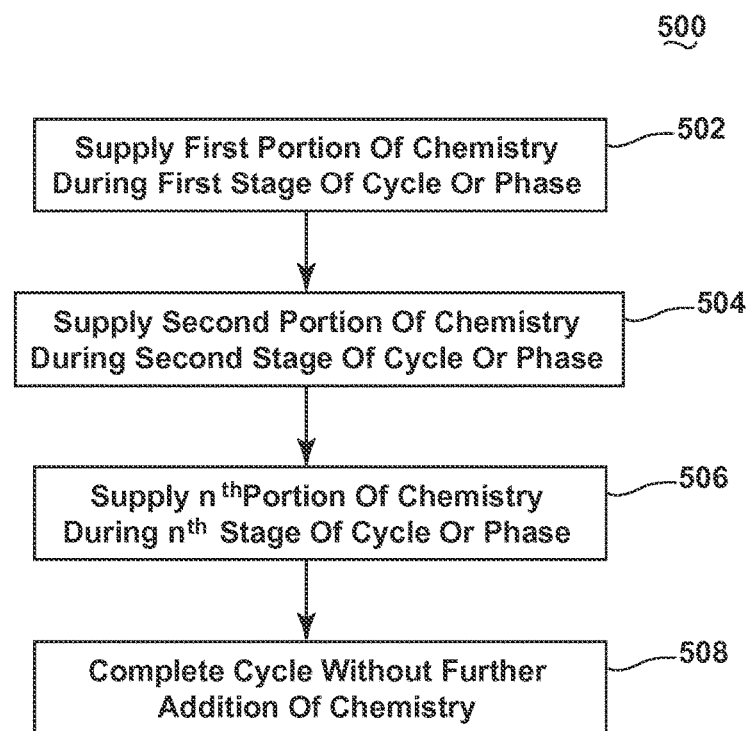 500
Supply First Portion Of Chemistry
During First Stage Of Cycle Or Phase
502
Supply Second Portion Of Chemistry
During Second Stage Of Cycle Or Phase
504
Supply nthPortion Of Chemistry
During nth Stage Of Cycle Or Phase
506
Complete Cycle Without Further
Addition Of Chemistry
508